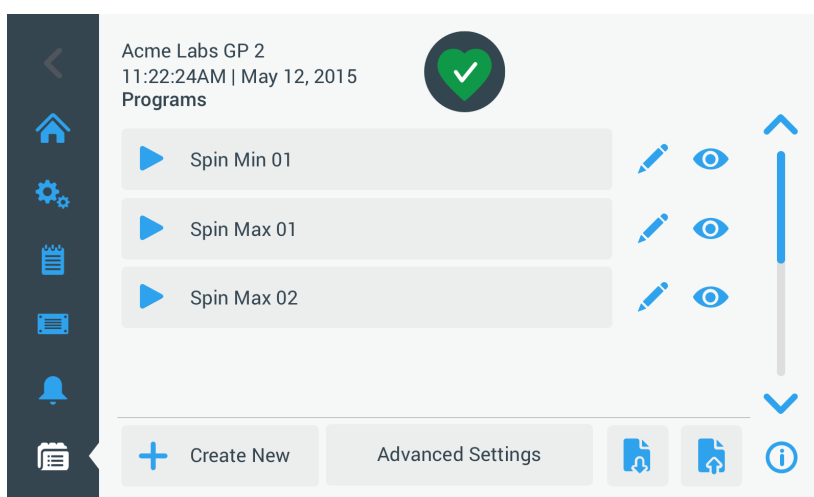 Acme Labs GP 2
11:22:24AM | May 12, 2015
Programs
Spin Min 01
Spin Max 01
Spin Max 02
Create New
Advanced Settings